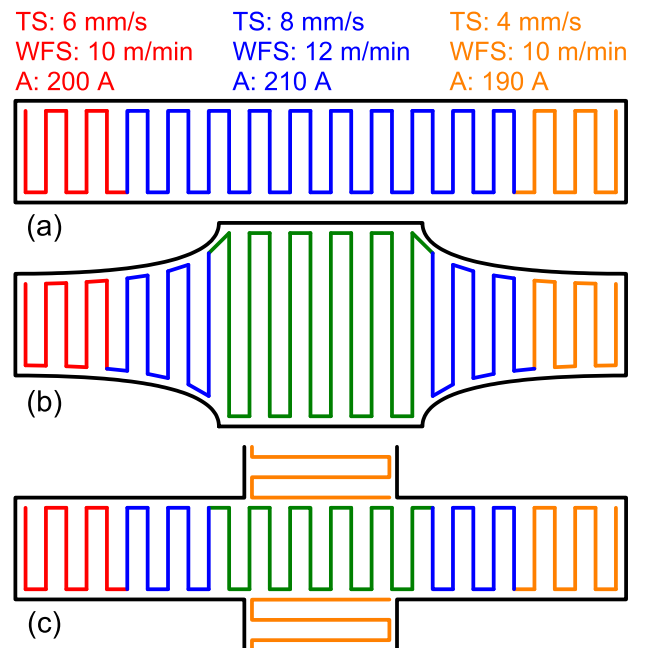 TS: 6 mm/s
WFS: 10 m/min
A: 200 A
TS: 8 mm/s
WFS: 12 m/min
A: 210 A
TS: 4 mm/s
WFS: 10 m/min
A: 190 A
(a)
(b)
(c)